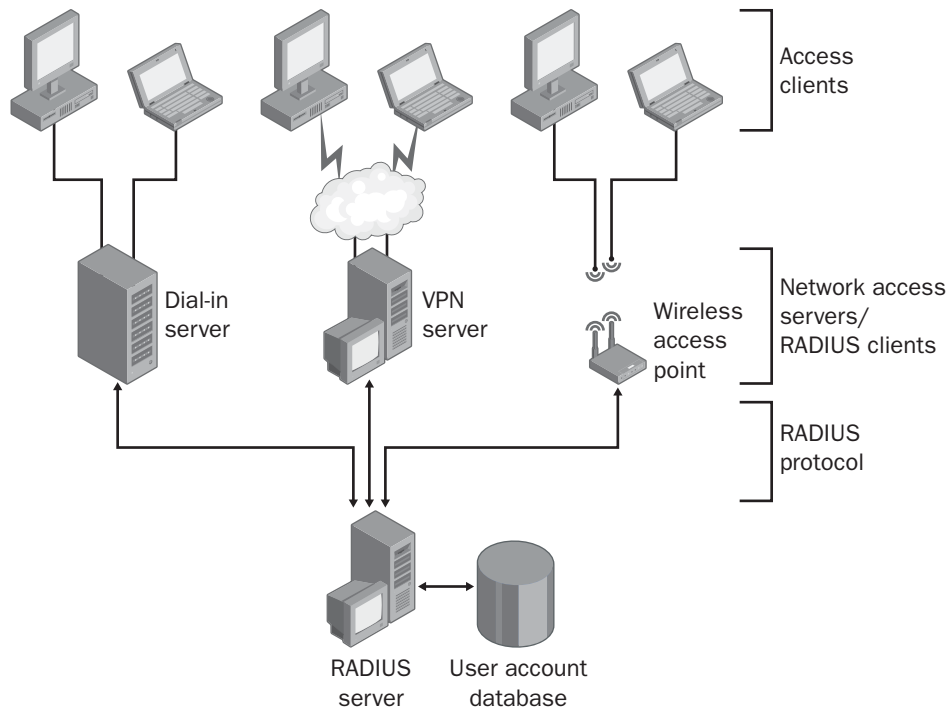 Access
clients
Dial-in
server
VPN
server
Wireless
access
point
Network access
servers/
RADIUS clients
RADIUS
protocol
RADIUS
server
User account
database